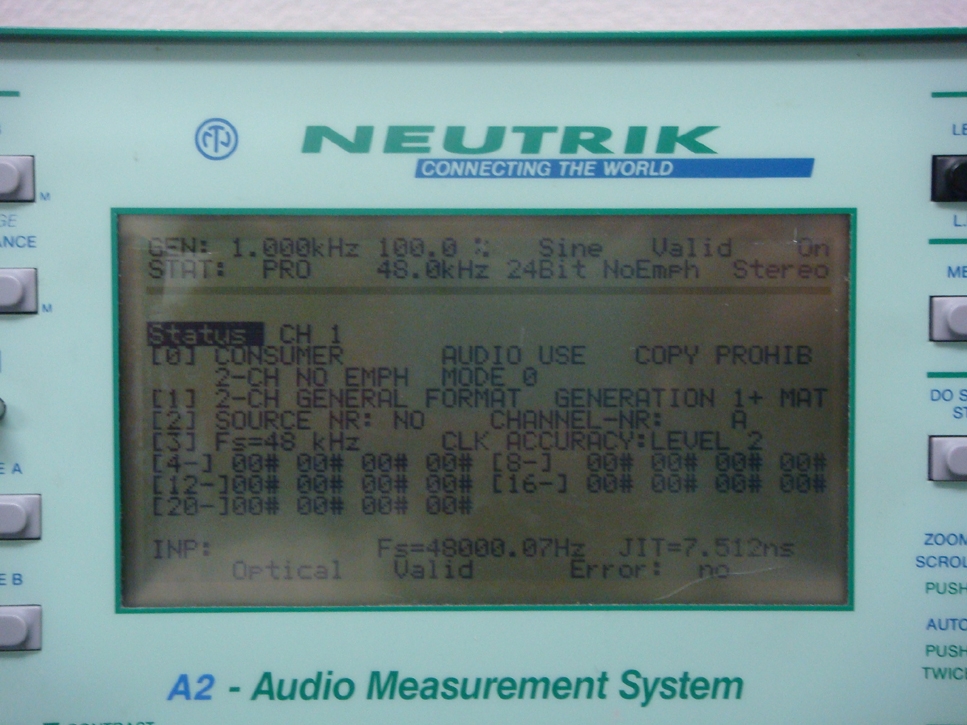 NEUTRIK
CONNECTING THE WORLD
GEN: 1.000kHz 100.0 % Sine Valid On
STAT: PRO 48.0kHz 24Bit NoEmph Stereo
Status CH 1
[0] CONSUMER AUDIO USE COPY PROHIB
2-CH NO EMPH MODE 0
[1] 2-CH GENERAL FORMAT GENERATION 1+ MAT
[2] SOURCE NR: NO CHANNEL-NR: A
[3] Fs=48 kHz CLK ACCURACY:LEVEL 2
[4-] 00# 00# 00# 00# [8-] 00# 00# 00# 00#
[12-]00# 00# 00# 00# [16-] 00# 00# 00# 00#
[20-]00# 00# 00# 00#
INP: Fs=48000.07Hz JIT=7.512ns
Optical Valid Error: no
A2 - Audio Measurement System
M
M
E A
E B
CONTRAST
DO S
ZOOM
SCROL
PUSH
AUTO
PUSH
TWIC